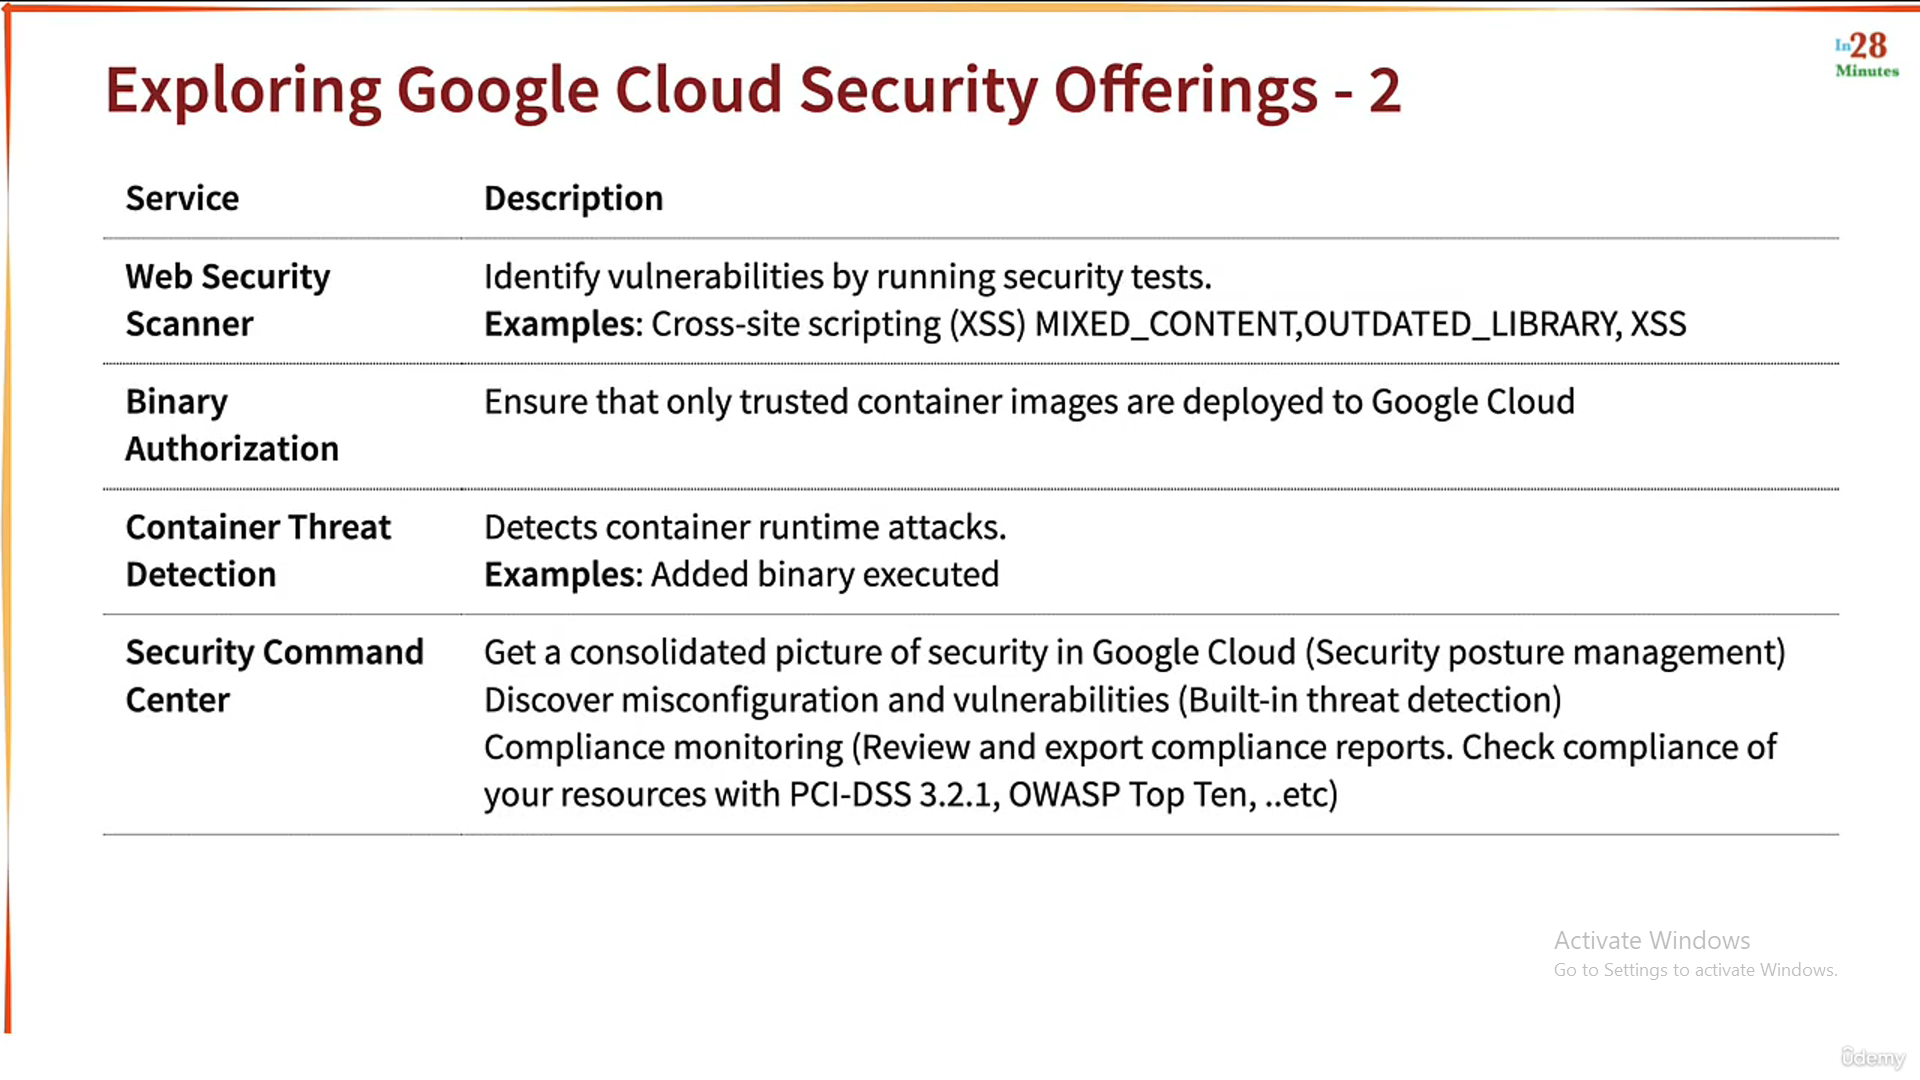 In28
Minutes
Exploring Google Cloud Security Offerings - 2
Service Description
Web Security Identify vulnerabilities by running security tests.
Scanner Examples: Cross-site scripting (XSS) MIXED_CONTENT,OUTDATED_LIBRARY, XSS
Binary Ensure that only trusted container images are deployed to Google Cloud
Authorization
Container Threat Detects container runtime attacks.
Detection Examples: Added binary executed
Security Command Get a consolidated picture of security in Google Cloud (Security posture management)
Center Discover misconfiguration and vulnerabilities (Built-in threat detection)
Compliance monitoring (Review and export compliance reports. Check compliance of
your resources with PCI-DSS 3.2.1, OWASP Top Ten, ..etc)
Activate Windows
Go to Settings to activate Windows.
ûdemy